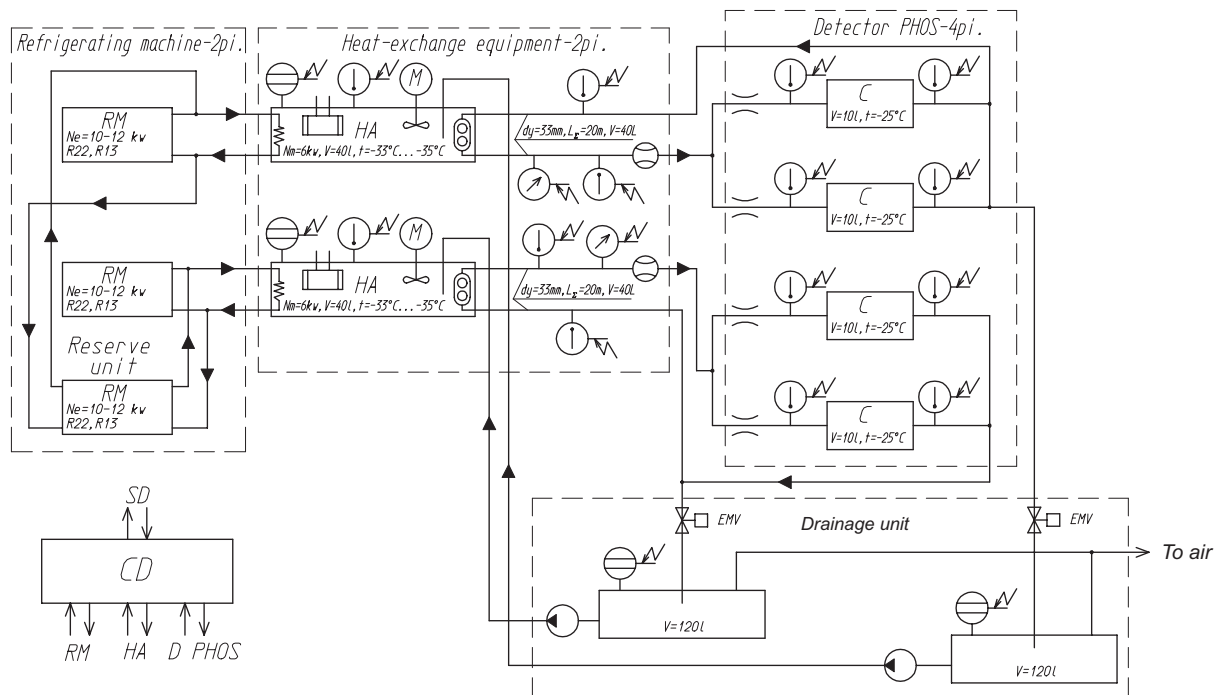 Refrigerating machine-2pi.
Heat-exchange equipment-2pi.
Detector PHOS-4pi.
RM
Ne=10-12 kw
R22,R13
M
HA
Nm=6kw,V=40l,t=-33°C...-35°C
dy=33mm,LΣ=20m,V=40L
C
V=10l,t=-25°C
C
V=10l,t=-25°C
RM
Ne=10-12 kw
R22,R13
M
HA
Nm=6kw,V=40l,t=-33°C...-35°C
dy=33mm,LΣ=20m,V=40L
C
V=10l,t=-25°C
C
V=10l,t=-25°C
Reserve
unit
RM
Ne=10-12 kw
R22,R13
SD
CD
RM HA D PHOS
EMV
Drainage unit
EMV
To air
V=120l
V=120l